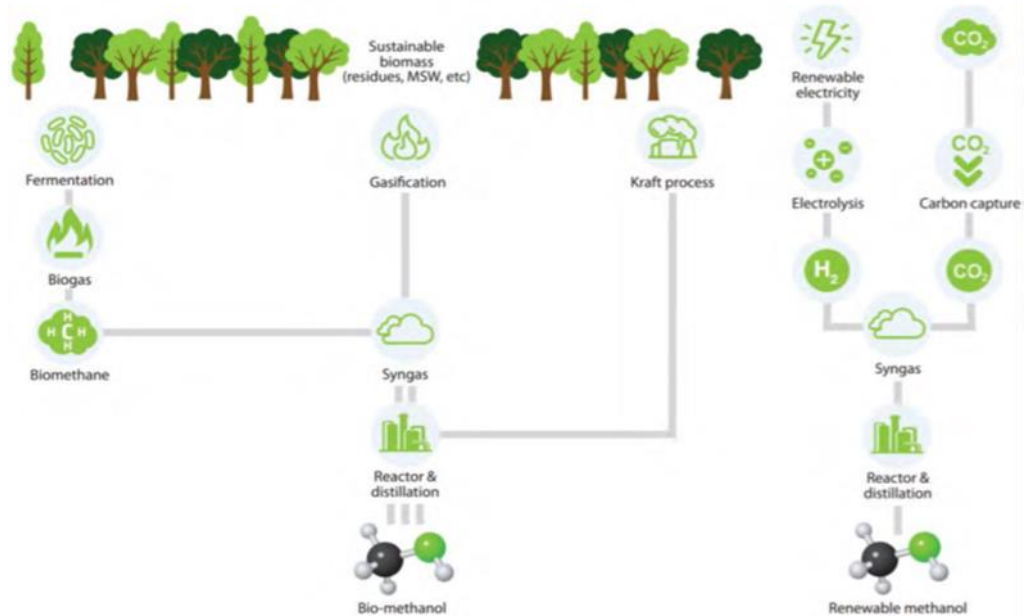 Sustainable
biomass
(residues, MSW, etc)
Renewable
electricity
CO₂
Fermentation
Gasification
Kraft process
Electrolysis
CO₂
Carbon capture
Biogas
H₂
CO₂
H
H C H
H
Biomethane
Syngas
Syngas
Reactor &
distillation
Reactor &
distillation
Bio-methanol
Renewable methanol